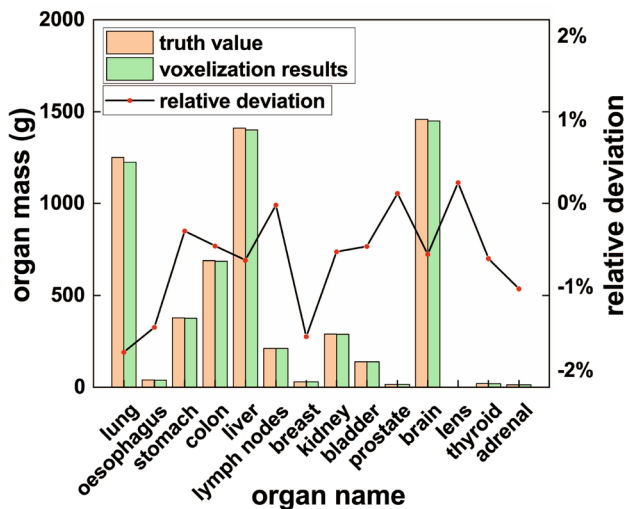 2000
1500
1000
500
0
organ mass (g)
truth value
voxelization results
relative deviation
2%
1%
0%
-1%
-2%
relative deviation
lung
oesophagus
stomach
colon
liver
lymph nodes
breast
kidney
bladder
prostate
brain
lens
thyroid
adrenal
organ name